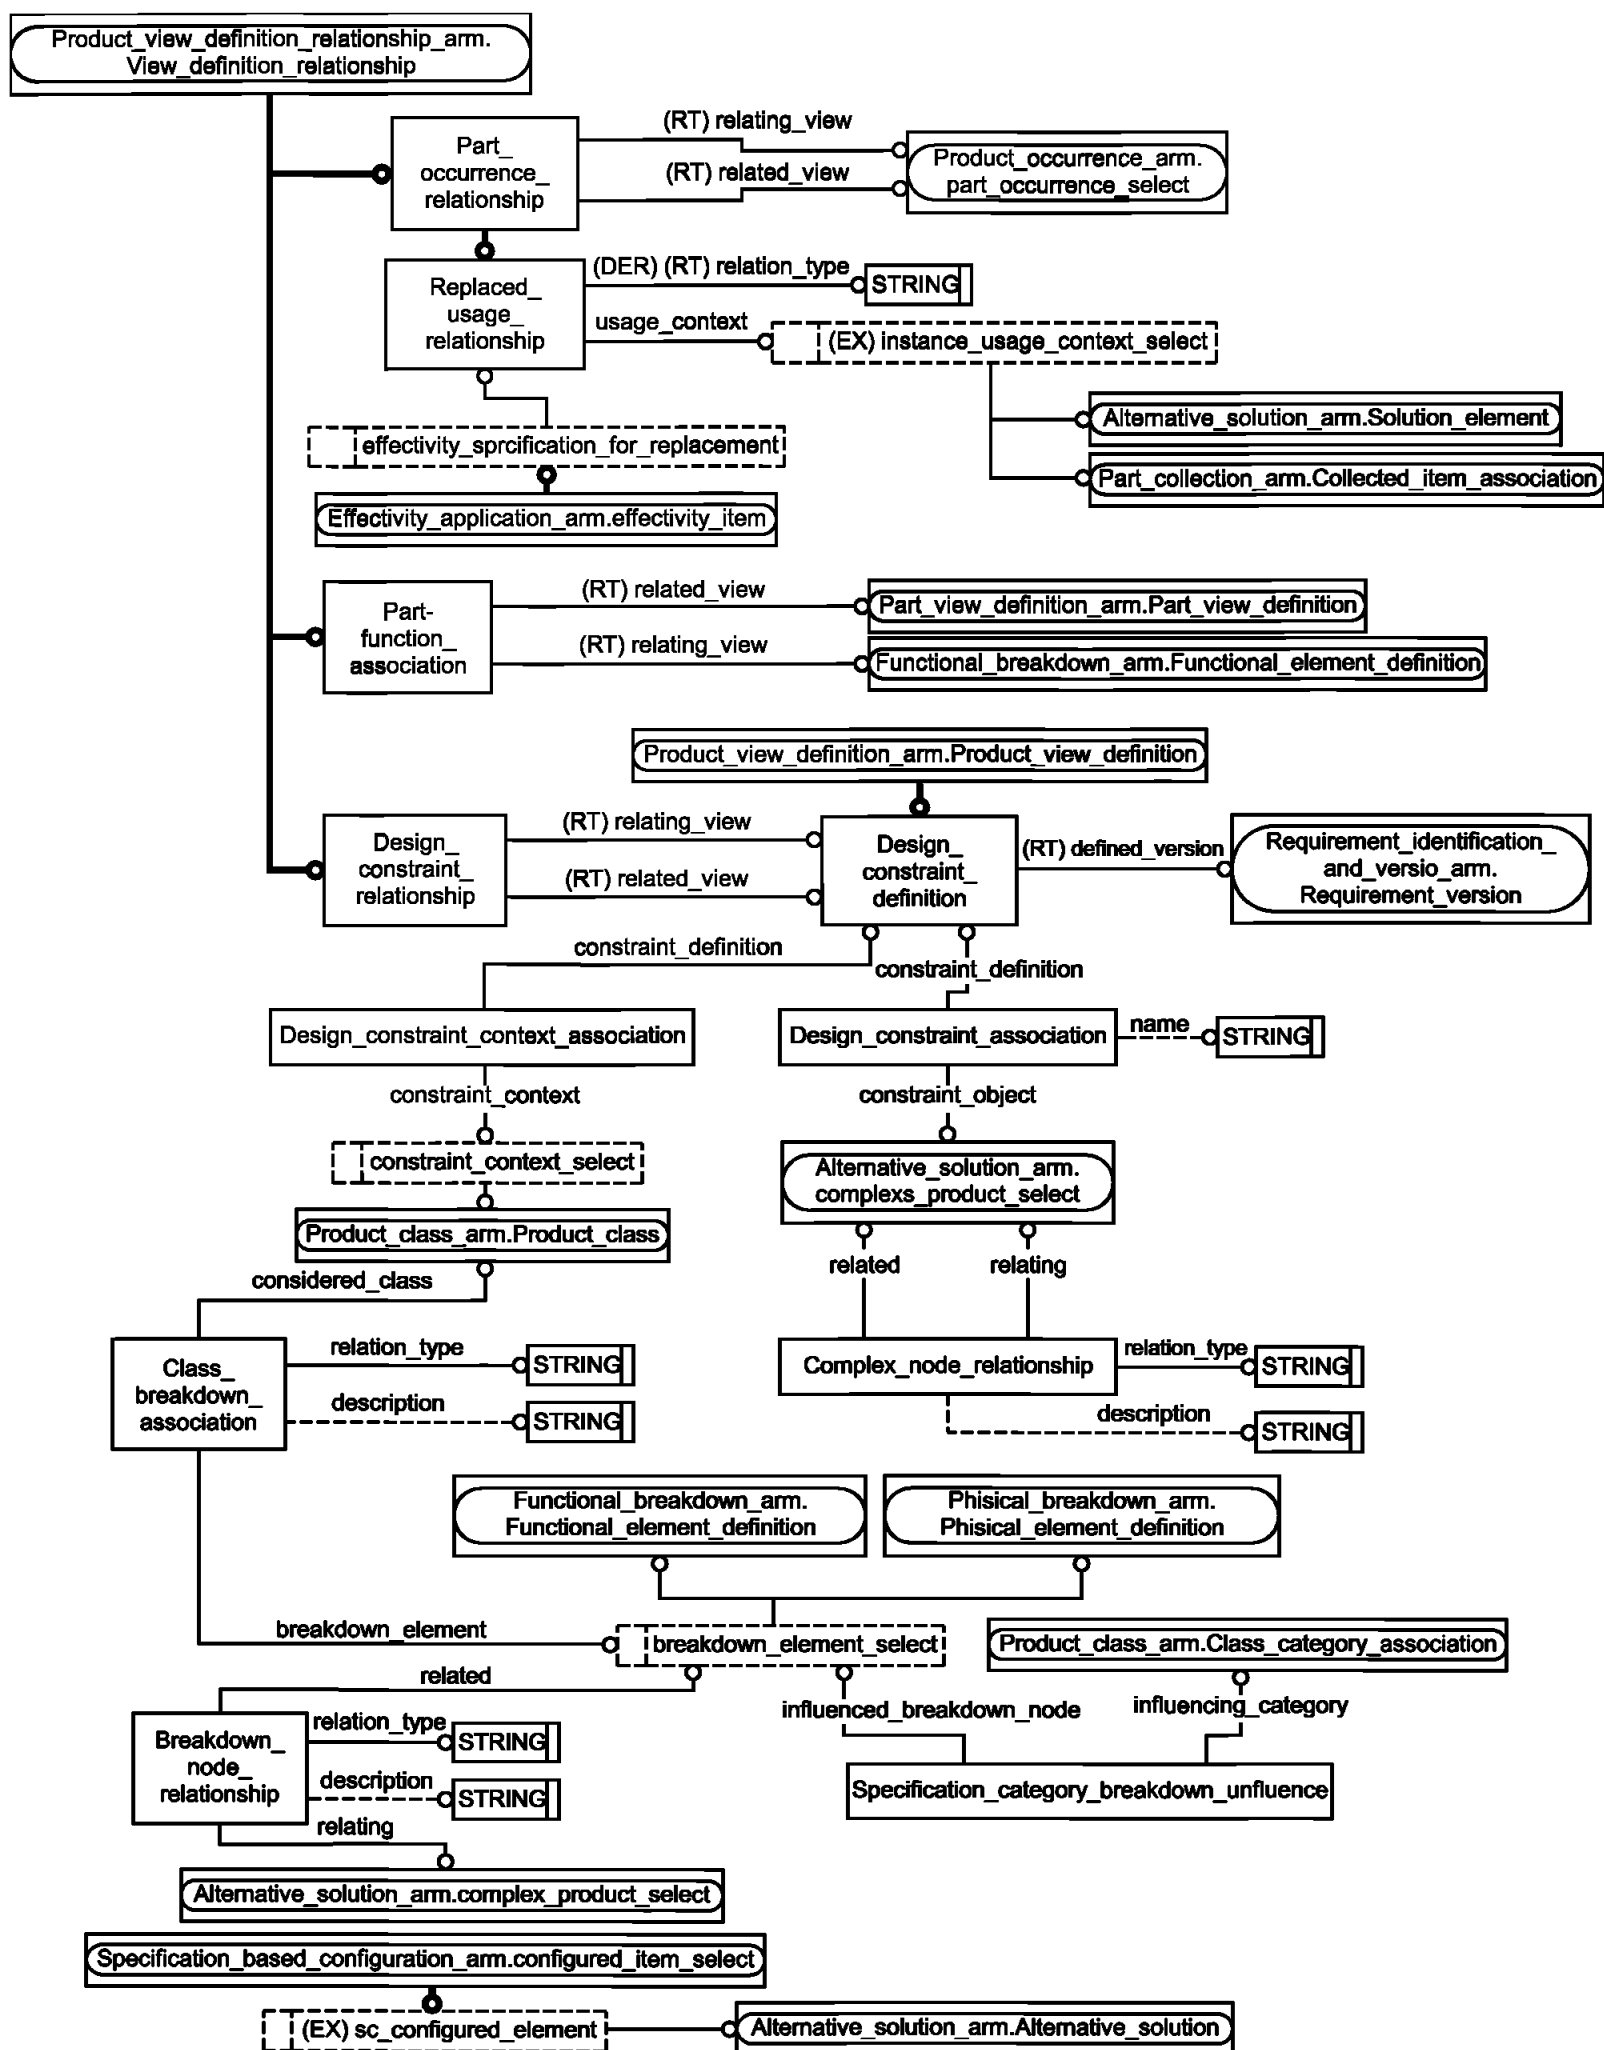 Product_view_definition_relationship_arm.
View_definition_relationship
Part_
occurrence_
relationship
(RT) relating_view
(RT) related_view
Product_occurrence_arm.
part_occurrence_select
Replaced_
usage_
relationship
(DER) (RT) relation_type
STRING
usage_context
(EX) instance_usage_context_select
Alternative_solution_arm.Solution_element
Part_collection_arm.Collected_item_association
effectivity_sprcification_for_replacement
Effectivity_application_arm.effectivity_item
Part-
function_
association
(RT) related_view
Part_view_definition_arm.Part_view_definition
(RT) relating_view
Functional_breakdown_arm.Functional_element_definition
Product_view_definition_arm.Product_view_definition
Design_
constraint_
relationship
(RT) relating_view
(RT) related_view
Design_
constraint_
definition
(RT) defined_version
Requirement_identification_
and_versio_arm.
Requirement_version
constraint_definition
constraint_definition
Design_constraint_context_association
Design_constraint_association
name
STRING
constraint_context
constraint_object
constraint_context_select
Alternative_solution_arm.
complexs_product_select
Product_class_arm.Product_class
considered_class
related
relating
Class_
breakdown_
association
relation_type
STRING
description
STRING
Complex_node_relationship
relation_type
STRING
description
STRING
Functional_breakdown_arm.
Functional_element_definition
Phisical_breakdown_arm.
Phisical_element_definition
breakdown_element
breakdown_element_select
Product_class_arm.Class_category_association
related
influenced_breakdown_node
influencing_category
Breakdown_
node_
relationship
relation_type
STRING
description
STRING
relating
Specification_category_breakdown_unfluence
Alternative_solution_arm.complex_product_select
Specification_based_configuration_arm.configured_item_select
(EX) sc_configured_element
Alternative_solution_arm.Alternative_solution